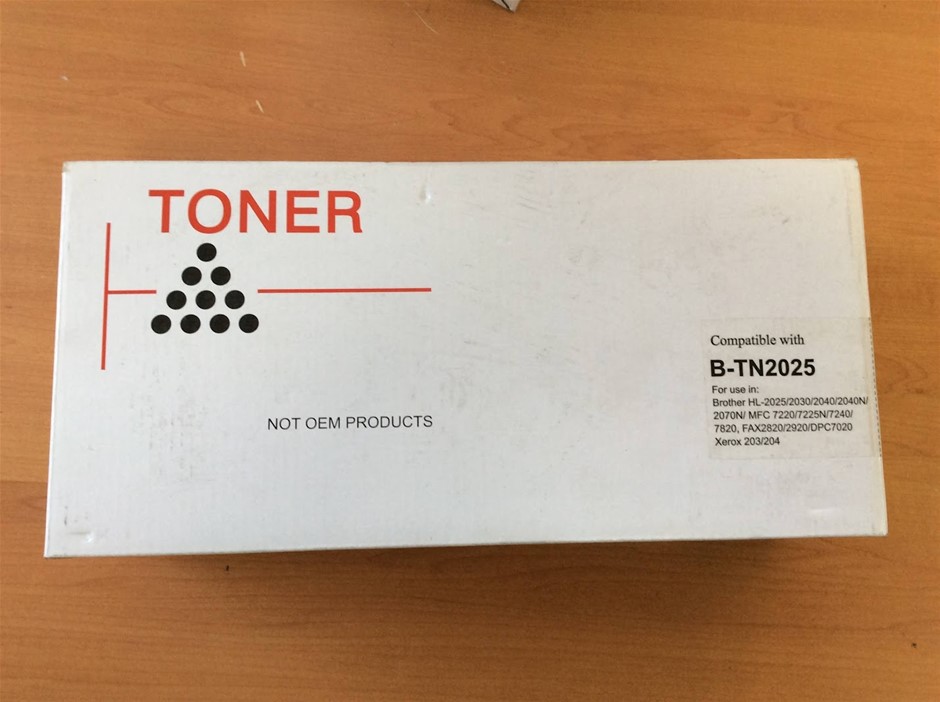 TONER
NOT OEM PRODUCTS
Compatible with
B-TN2025
For use in:
Brother HL-2025/2030/2040/2040N/
2070N/ MFC 7220/7225N/7240/
7820, FAX2820/2920/DPC7020
Xerox 203/204